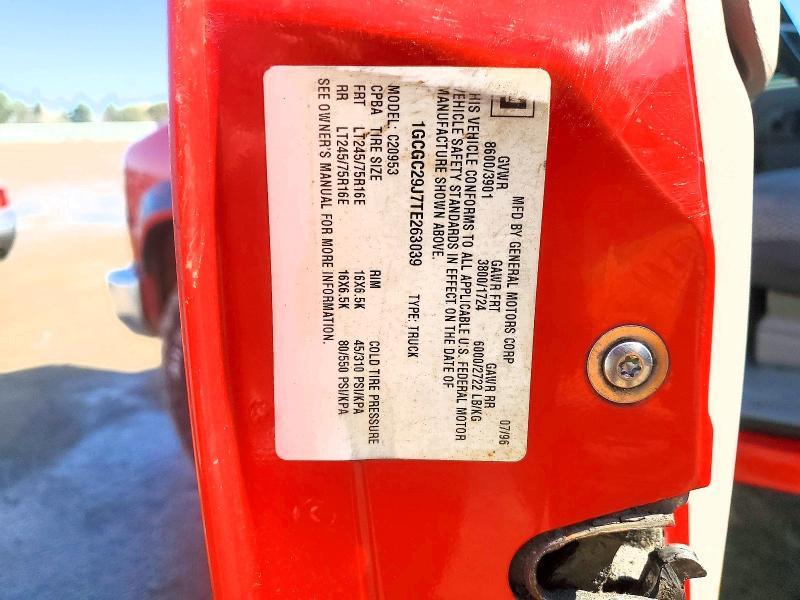 MFD BY GENERAL MOTORS CORP 07/96
GVWR GAWR FRT GAWR RR
8600/3901 3800/1724 6000/2722 LB/KG
THIS VEHICLE CONFORMS TO ALL APPLICABLE U.S. FEDERAL MOTOR
VEHICLE SAFETY STANDARDS IN EFFECT ON THE DATE OF
MANUFACTURE SHOWN ABOVE.
1GCGC29J7TE263039 TYPE: TRUCK
MODEL: C20953
CPBA TIRE SIZE RIM COLD TIRE PRESSURE
FRT LT245/75R16E 16X6.5K 45/310 PSI/KPA
RR LT245/75R16E 16X6.5K 80/550 PSI/KPA
SEE OWNER'S MANUAL FOR MORE INFORMATION.